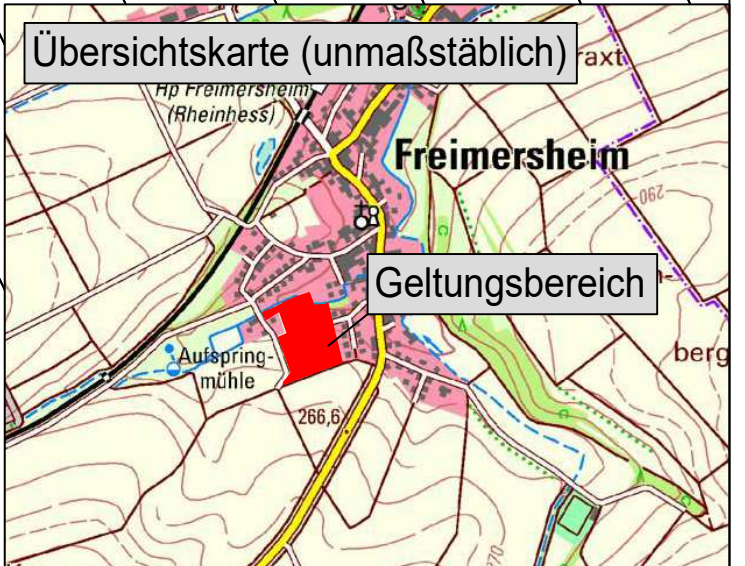 Übersichtskarte (unmaßstäblich)
raxt
Hp Freimersheim
(Rheinhess)
Freimersheim
290
Geltungsbereich
berg
Aufspring-
mühle
266,6
270